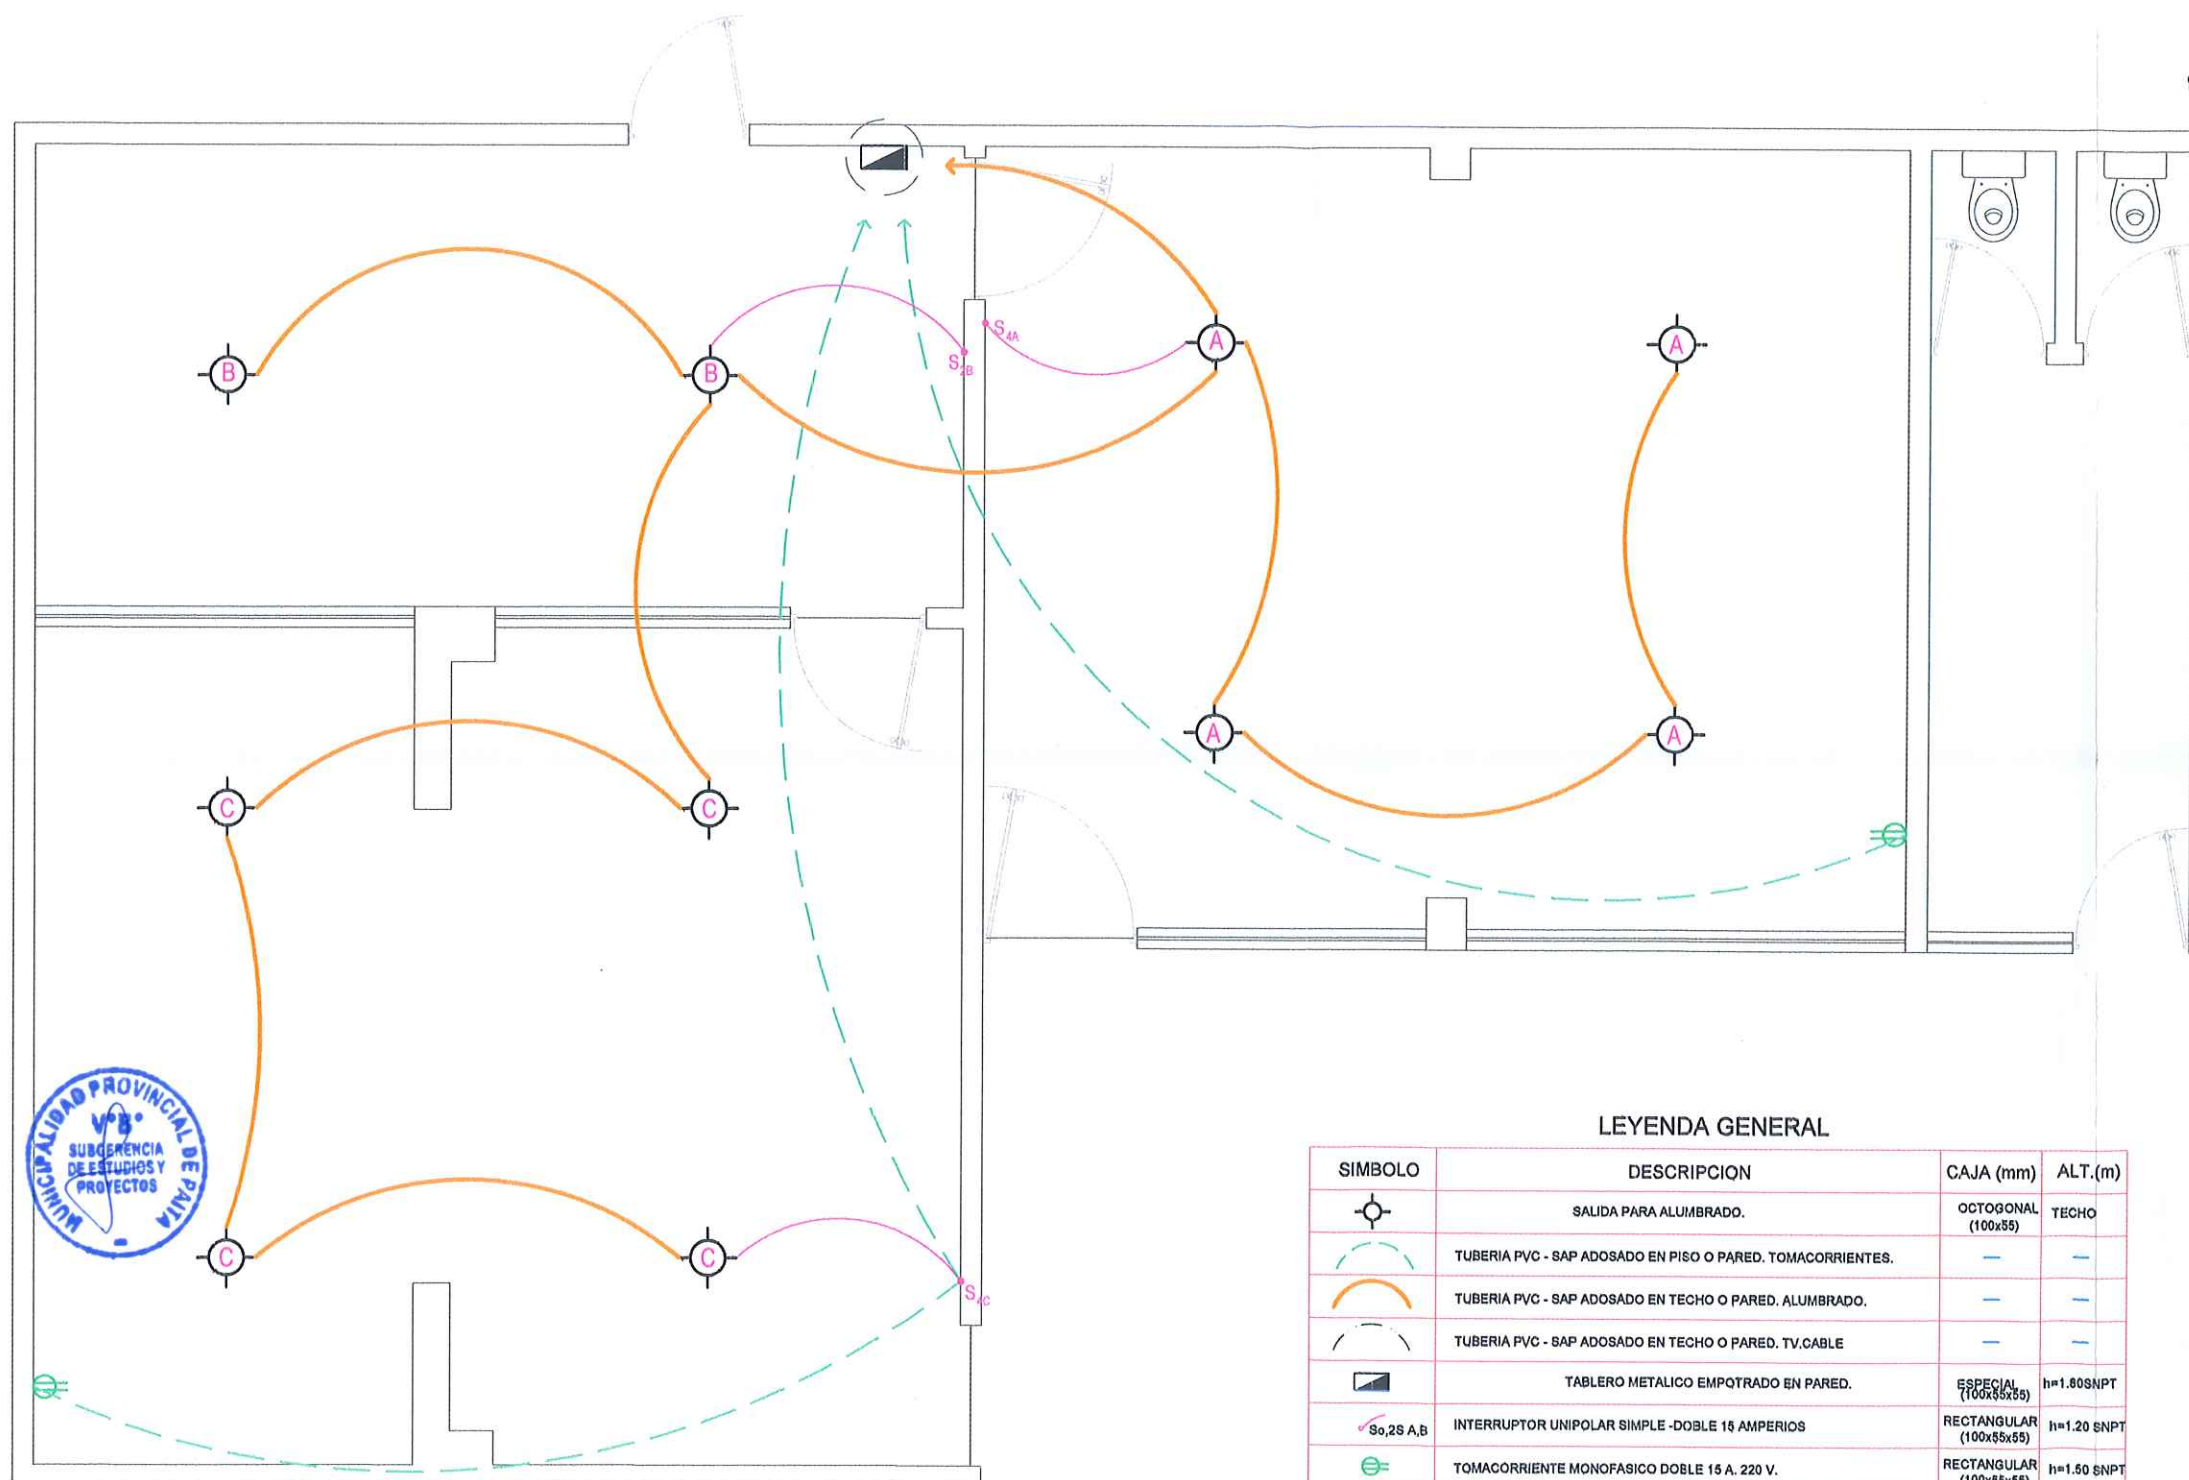 B
B
S2B
S4A
A
A
A
A
C
C
C
C
S4C
MUNICIPALIDAD PROVINCIAL DE PAITA
V°B°
SUBGERENCIA
DE ESTUDIOS Y
PROYECTOS
LEYENDA GENERAL
SIMBOLO DESCRIPCION CAJA (mm) ALT.(m)
SALIDA PARA ALUMBRADO. OCTOGONAL (100x55) TECHO
TUBERIA PVC - SAP ADOSADO EN PISO O PARED. TOMACORRIENTES. — —
TUBERIA PVC - SAP ADOSADO EN TECHO O PARED. ALUMBRADO. — —
TUBERIA PVC - SAP ADOSADO EN TECHO O PARED. TV.CABLE — —
TABLERO METALICO EMPOTRADO EN PARED. ESPECIAL (100x55x55) h=1.80SNPT
So,2S A,B INTERRUPTOR UNIPOLAR SIMPLE -DOBLE 15 AMPERIOS RECTANGULAR (100x55x55) h=1.20 SNPT
TOMACORRIENTE MONOFASICO DOBLE 15 A. 220 V. RECTANGULAR (100x55x55) h=1.50 SNPT